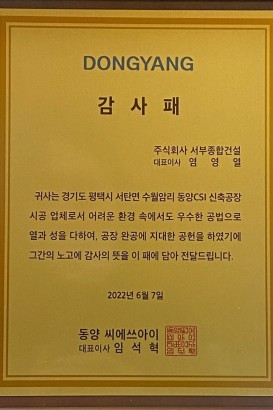 DONGYANG
감 사 패
주식회사 서부종합건설
대표이사 염 영 열
귀사는 경기도 평택시 서탄면 수월암리 동양CSI 신축공장
시공 업체로서 어려운 환경 속에서도 우수한 공법으로
열과 성을 다하여, 공장 완공에 지대한 공헌을 하였기에
그간의 노고에 감사의 뜻을 이 패에 담아 전달드립니다.
2022년 6월 7일
동양 씨에쓰아이
대표이사 임 석 혁